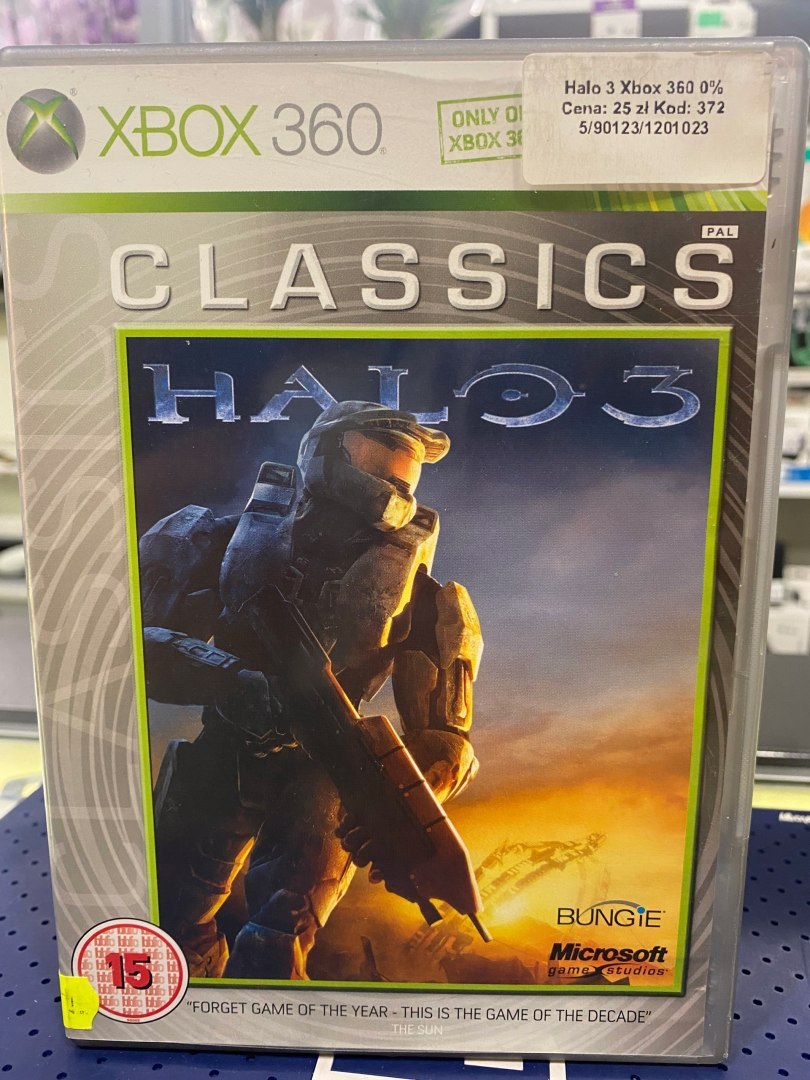 XBOX 360
ONLY O
XBOX 36
Halo 3 Xbox 360 0%
Cena: 25 zł Kod: 372
5/90123/1201023
PAL
CLASSICS
HALO 3
BUNGiE
Microsoft
game studios
15
"FORGET GAME OF THE YEAR - THIS IS THE GAME OF THE DECADE"
THE SUN